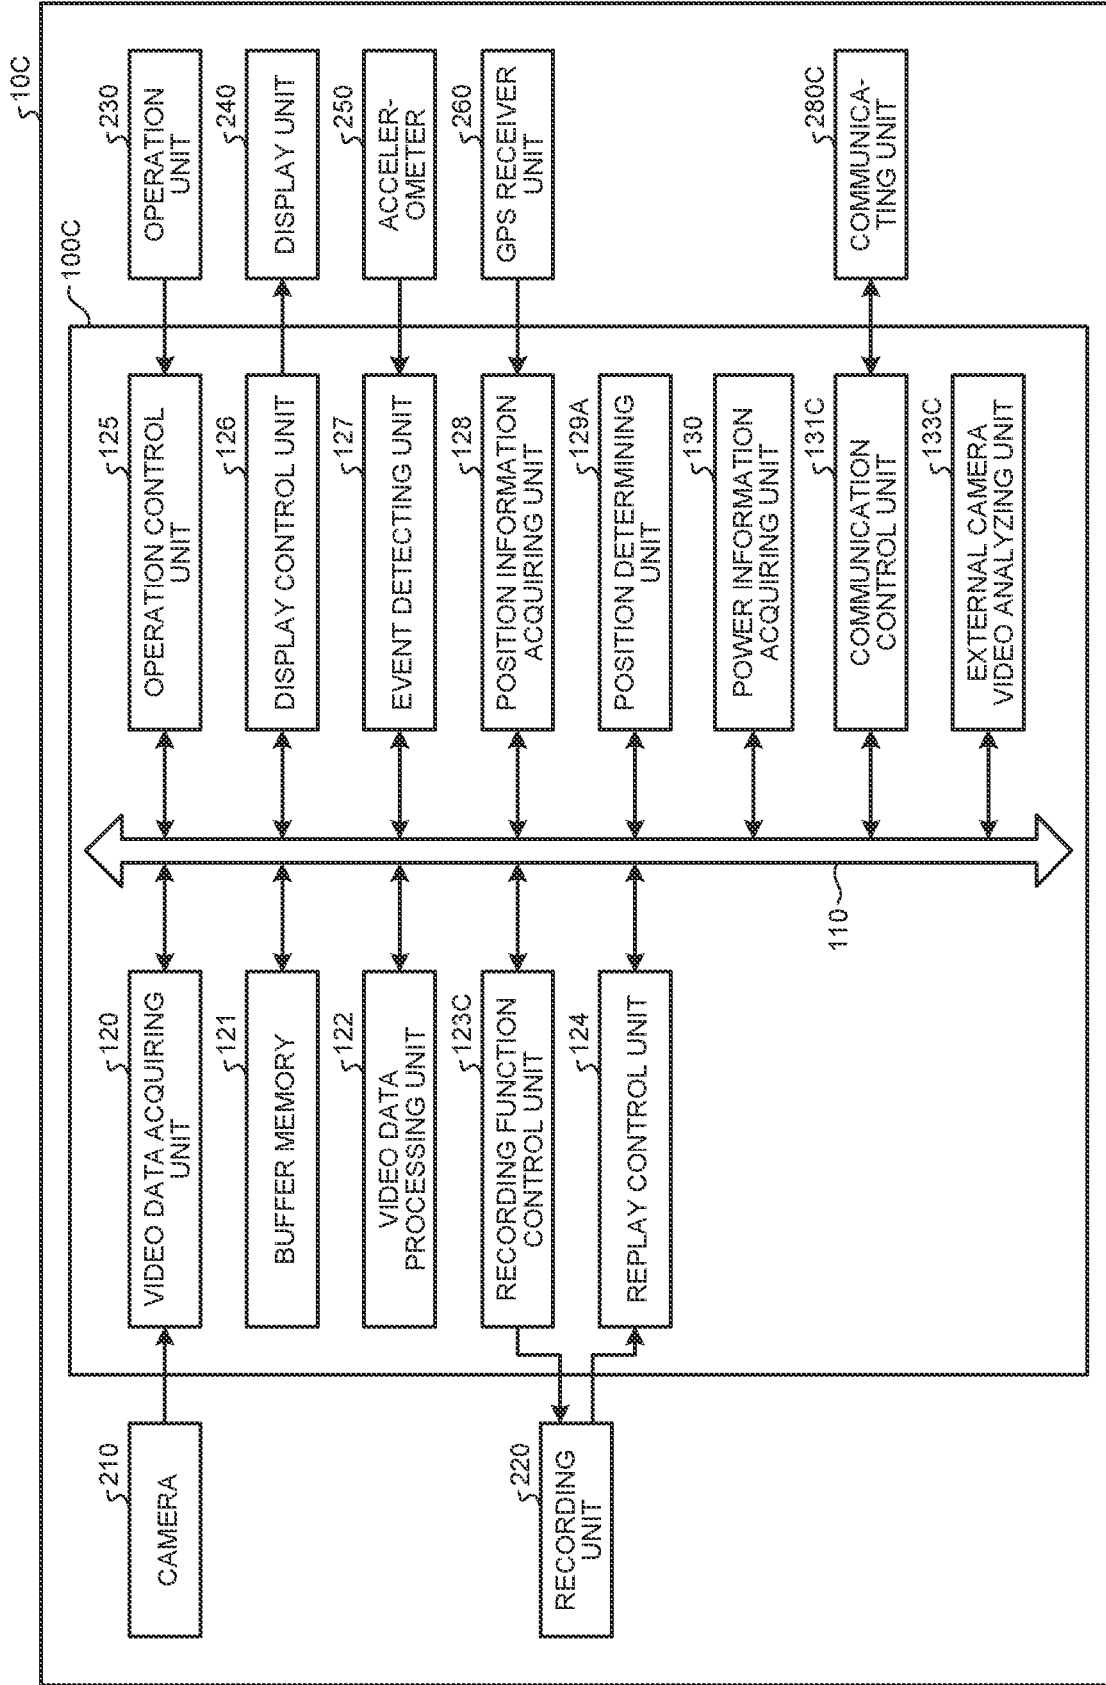 10C
100C
210
CAMERA
220
RECORDING
UNIT
120
VIDEO DATA ACQUIRING
UNIT
121
BUFFER MEMORY
122
VIDEO DATA
PROCESSING UNIT
123C
RECORDING FUNCTION
CONTROL UNIT
124
REPLAY CONTROL UNIT
110
125
OPERATION CONTROL
UNIT
126
DISPLAY CONTROL UNIT
127
EVENT DETECTING UNIT
128
POSITION INFORMATION
ACQUIRING UNIT
129A
POSITION DETERMINING
UNIT
130
POWER INFORMATION
ACQUIRING UNIT
131C
COMMUNICATION
CONTROL UNIT
133C
EXTERNAL CAMERA
VIDEO ANALYZING UNIT
230
OPERATION
UNIT
240
DISPLAY UNIT
250
ACCELER-
OMETER
260
GPS RECEIVER
UNIT
280C
COMMUNICA-
TING UNIT